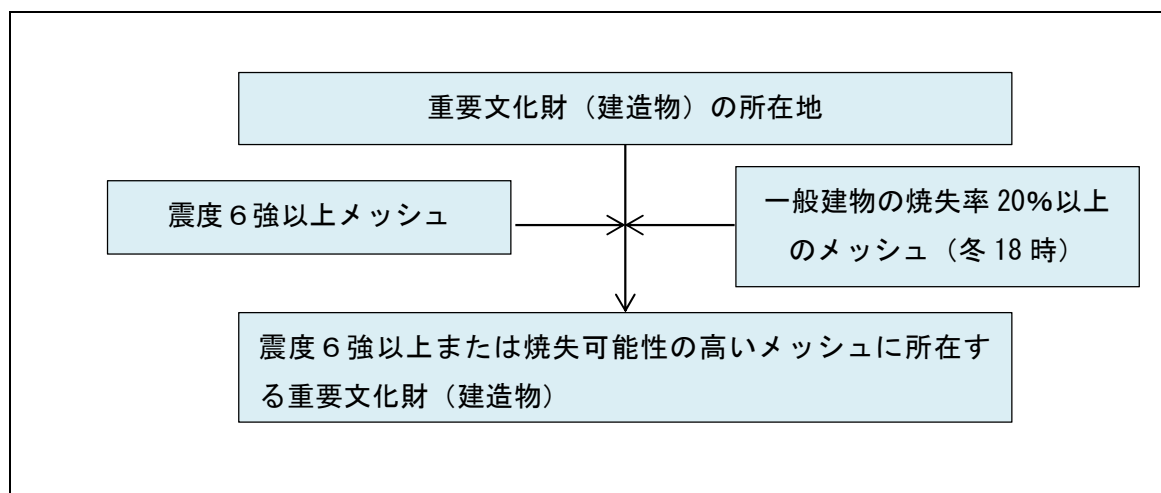 重要文化財（建造物）の所在地
震度６強以上メッシュ
一般建物の焼失率 20%以上
のメッシュ（冬 18 時）
震度６強以上または焼失可能性の高いメッシュに所在す
る重要文化財（建造物）